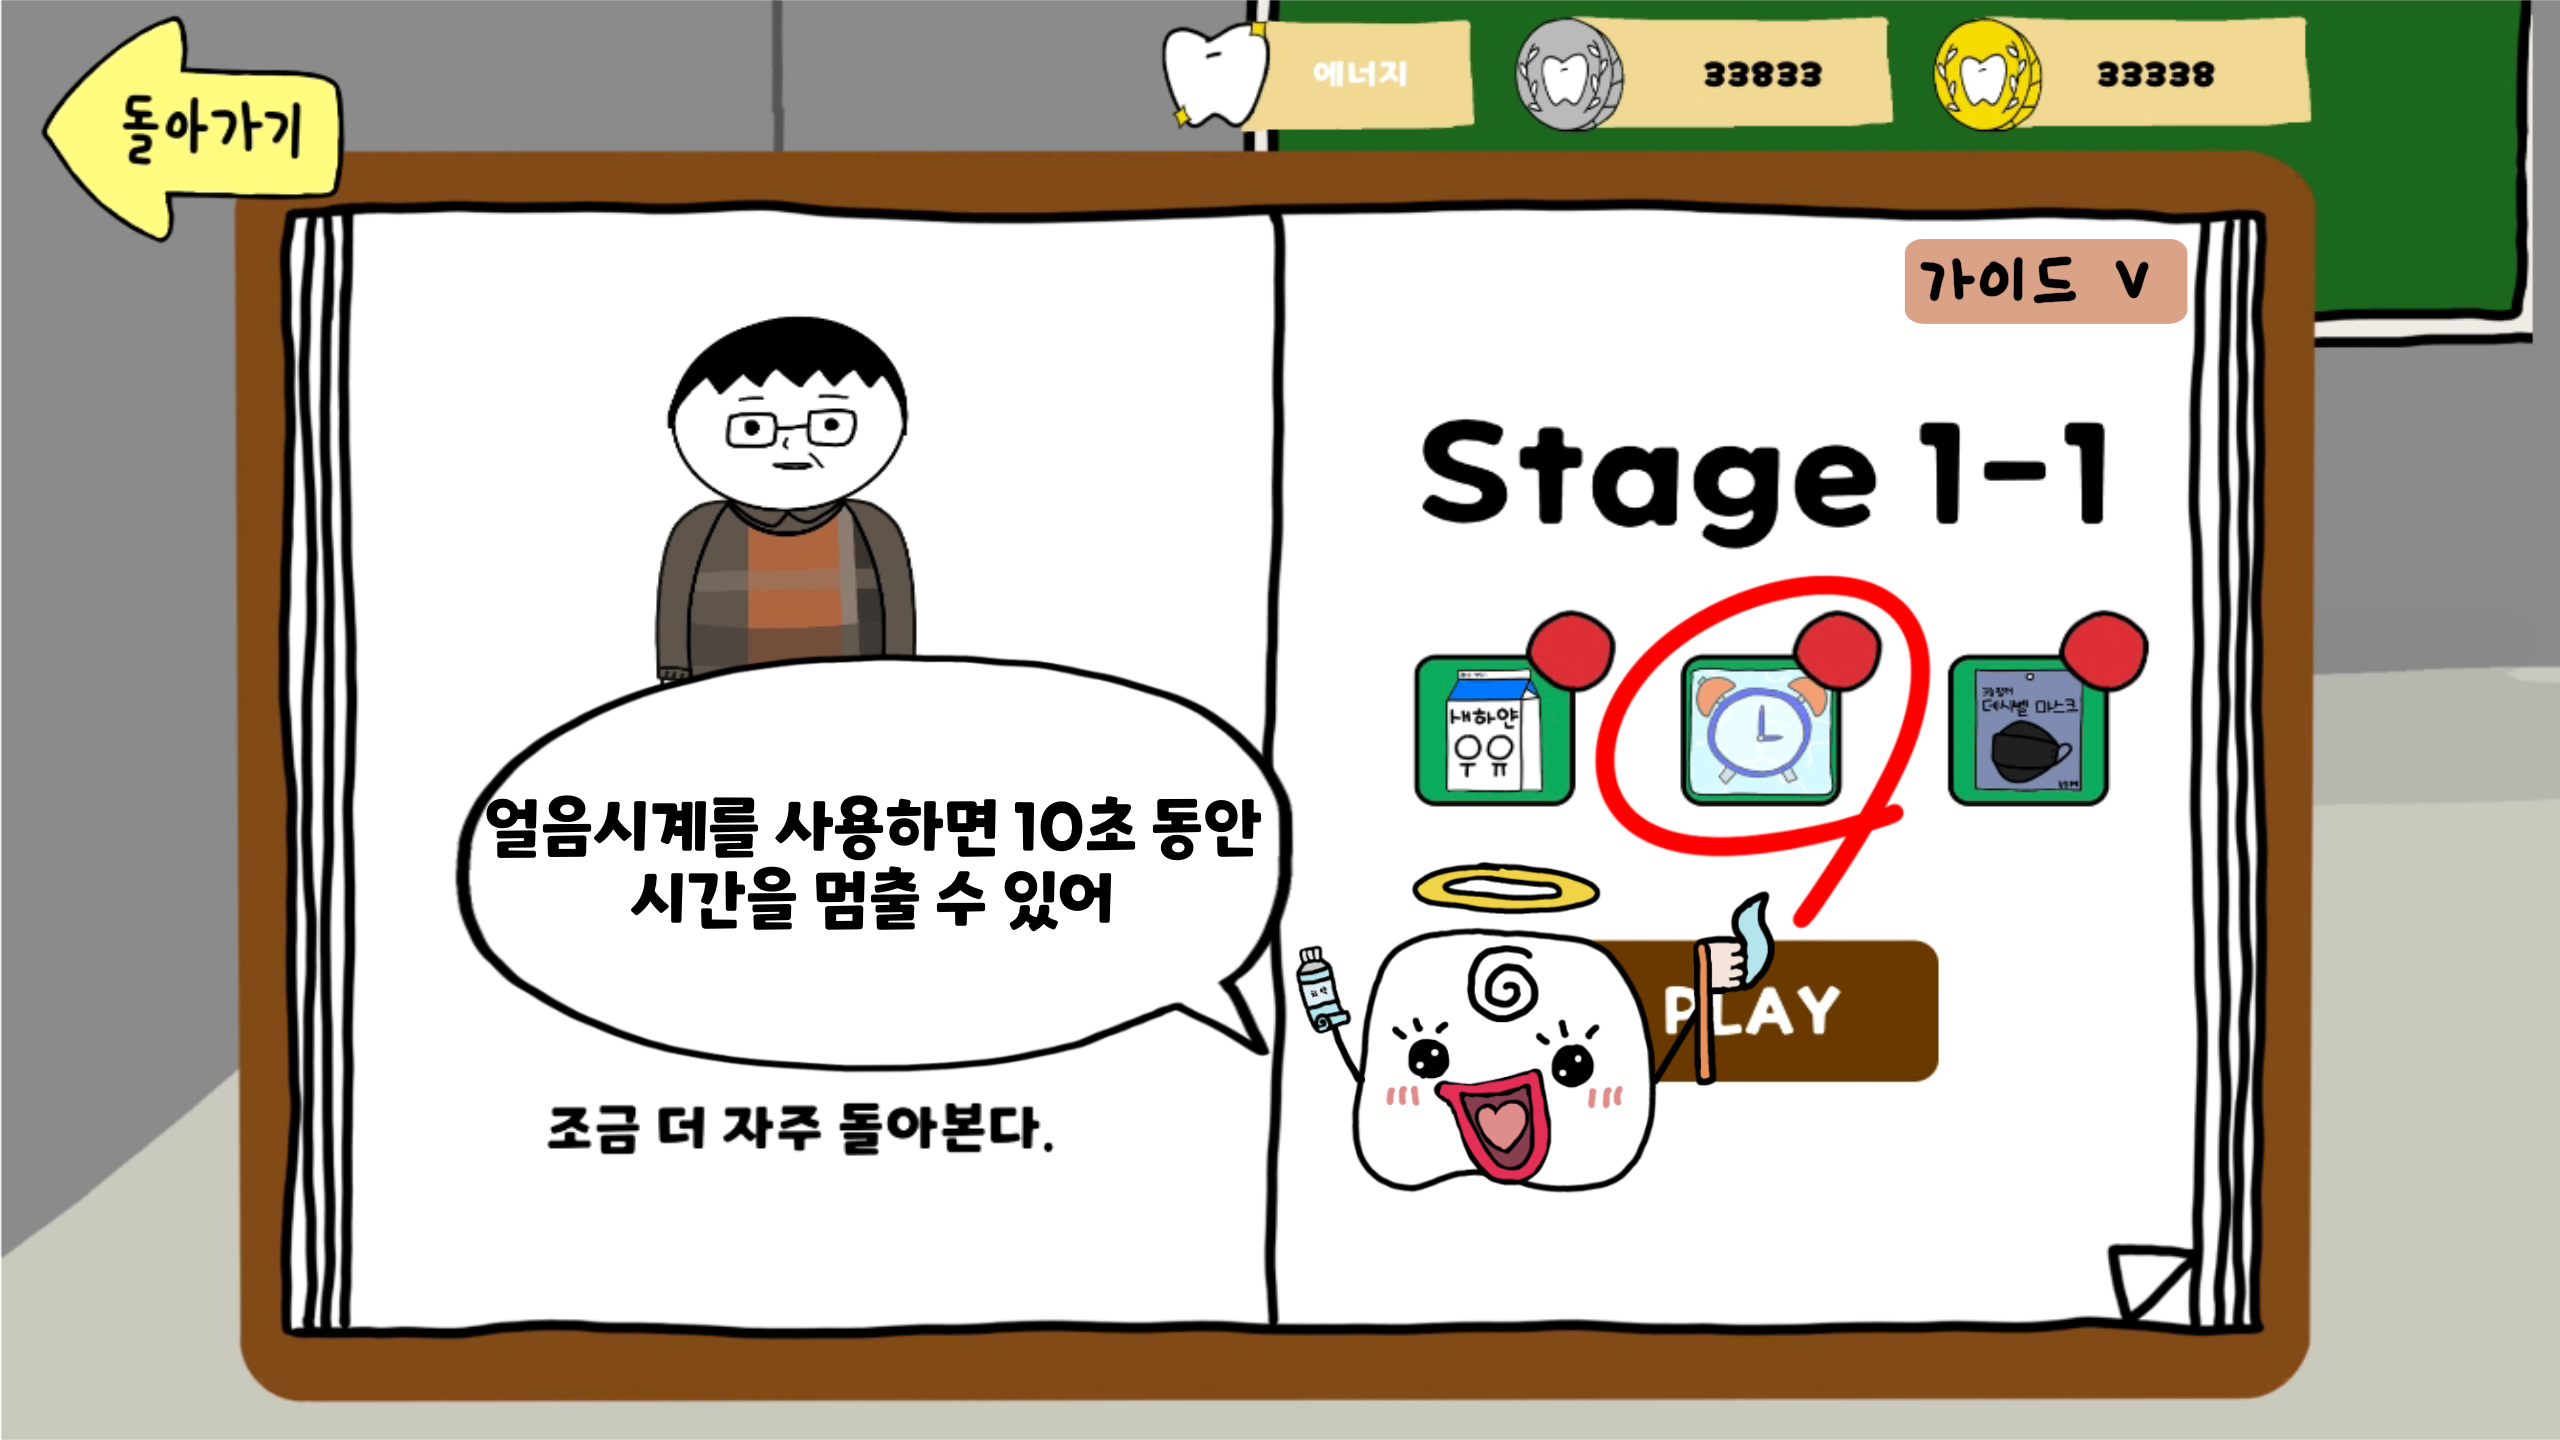 돌아가기
에너지
33833
33338
가이드 V
Stage 1-1
새하얀
우유
데시벨 마스크
얼음시계를 사용하면 10초 동안
시간을 멈출 수 있어
PLAY
조금 더 자주 돌아본다.